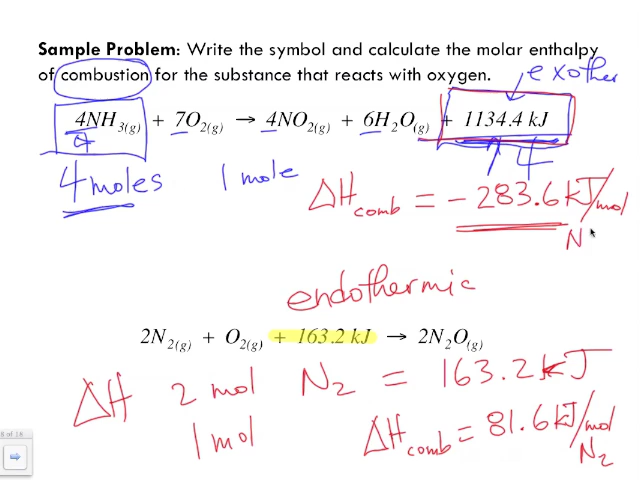 Sample Problem: Write the symbol and calculate the molar enthalpy
of combustion for the substance that reacts with oxygen.
exother
4NH3(g) + 7O2(g) → 4NO2(g) + 6H2O(g) + 1134.4 kJ
4
4
4 moles 1 mole
ΔHcomb = -283.6 kJ/mol
N
endothermic
2N2(g) + O2(g) + 163.2 kJ → 2N2O(g)
ΔH 2 mol N2 = 163.2 kJ
1 mol ΔHcomb = 81.6 kJ/mol
N2
8 of 16